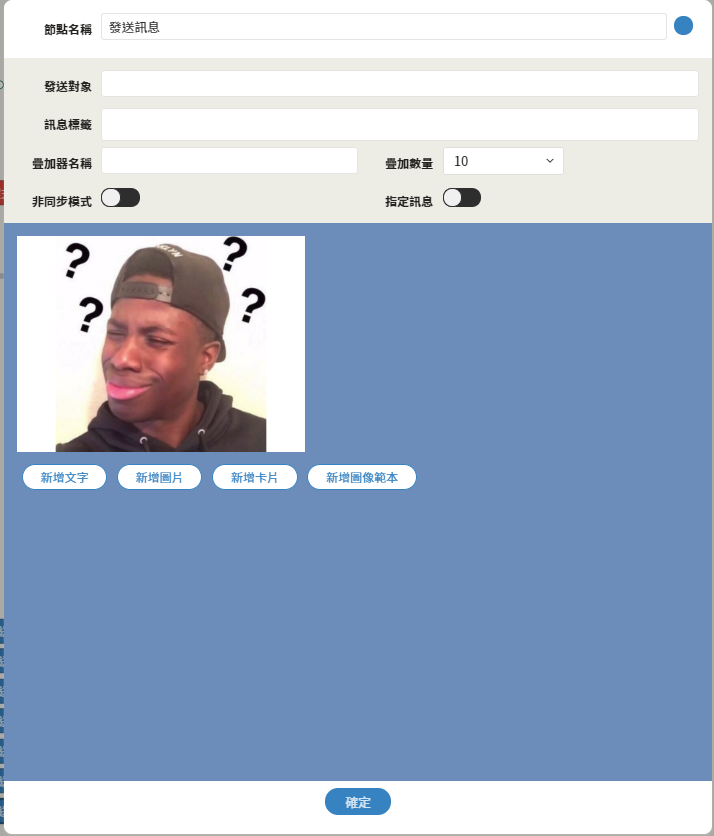 節點名稱 發送訊息
發送對象
訊息標籤
疊加器名稱 疊加數量 10
非同步模式 指定訊息
? ?
? ?
新增文字 新增圖片 新增卡片 新增圖像範本
確定